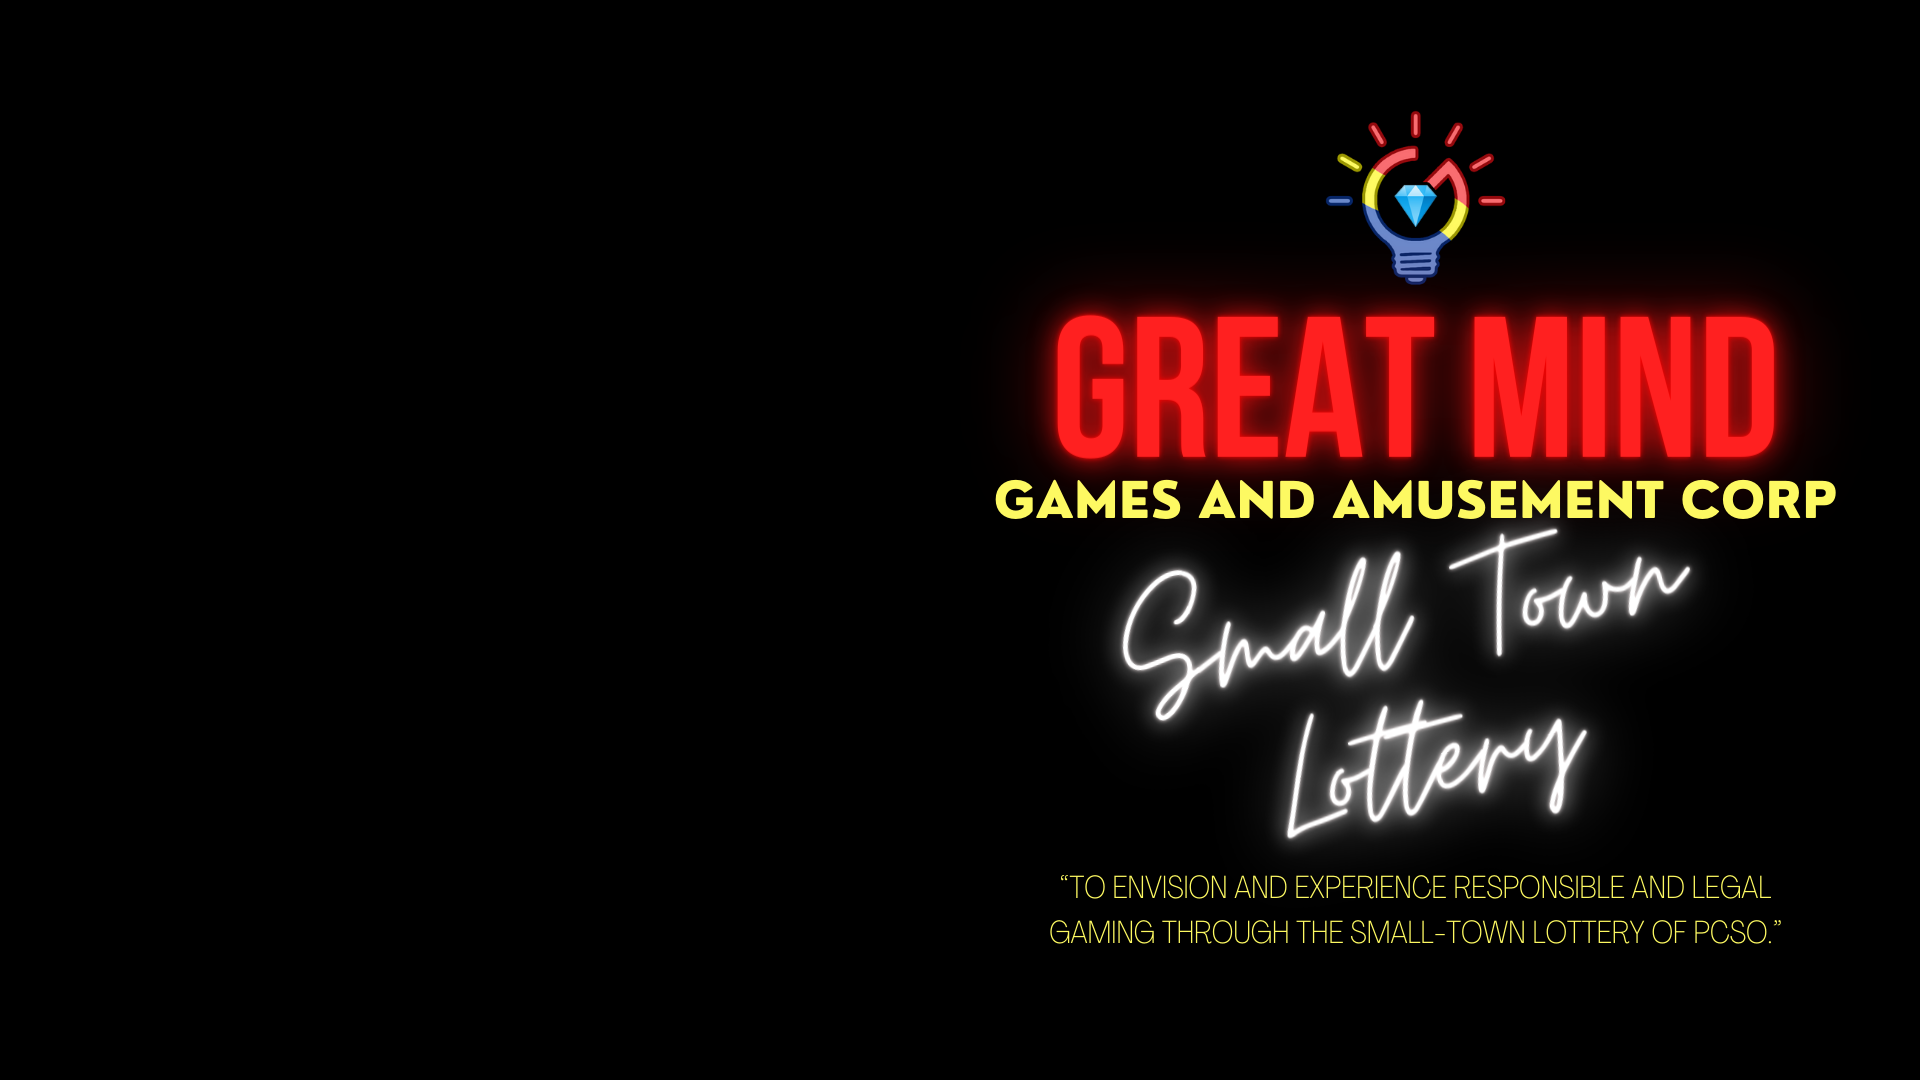 GREAT MIND
GAMES AND AMUSEMENT CORP
Small Town
Lottery
“TO ENVISION AND EXPERIENCE RESPONSIBLE AND LEGAL
GAMING THROUGH THE SMALL-TOWN LOTTERY OF PCSO.”